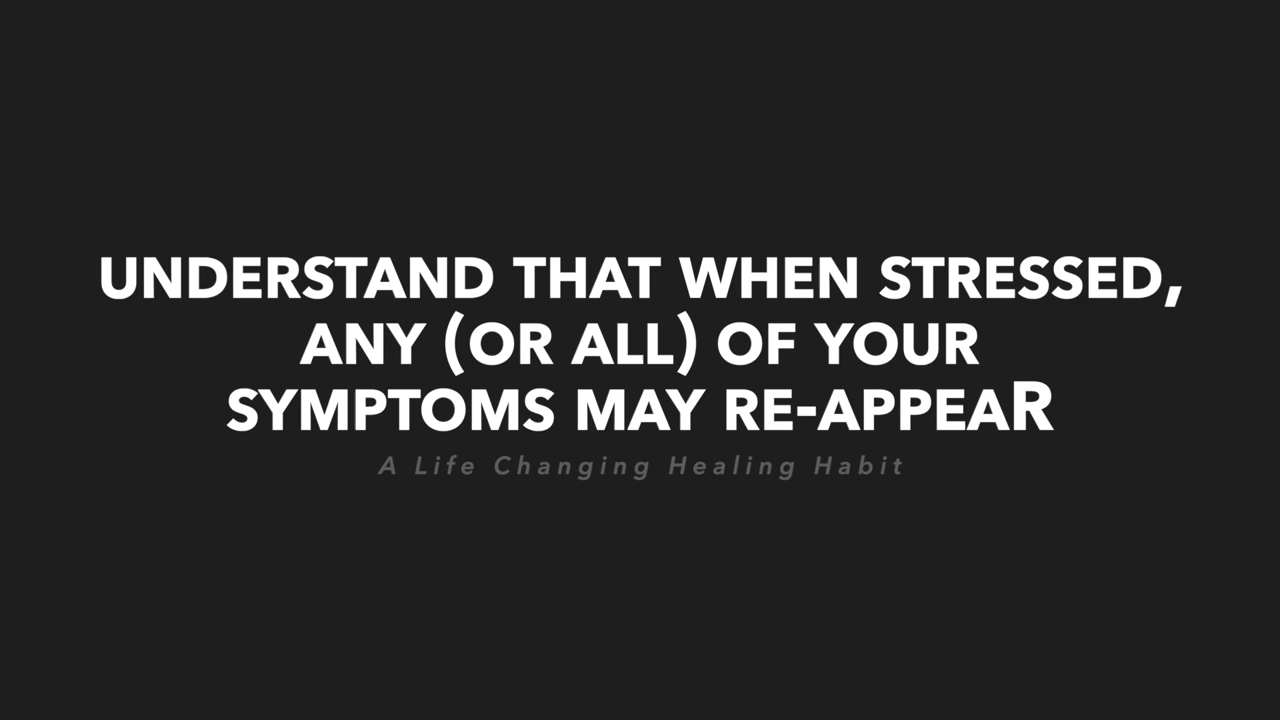 UNDERSTAND THAT WHEN STRESSED,
ANY (OR ALL) OF YOUR
SYMPTOMS MAY RE-APPEAR
A Life Changing Healing Habit